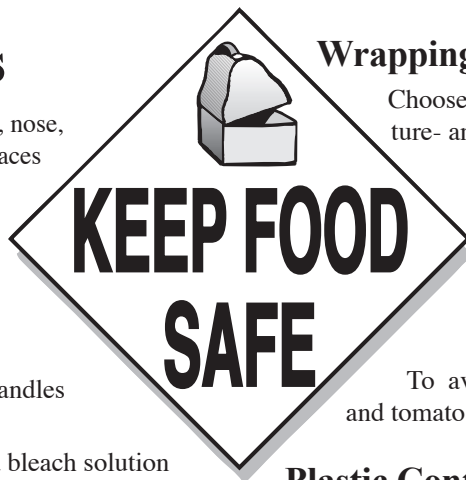 s
, nose,
aces
andles
bleach solution
KEEP FOOD
SAFE
Wrapping
Choose
ture- an
To av
and tomato
Plastic Cont